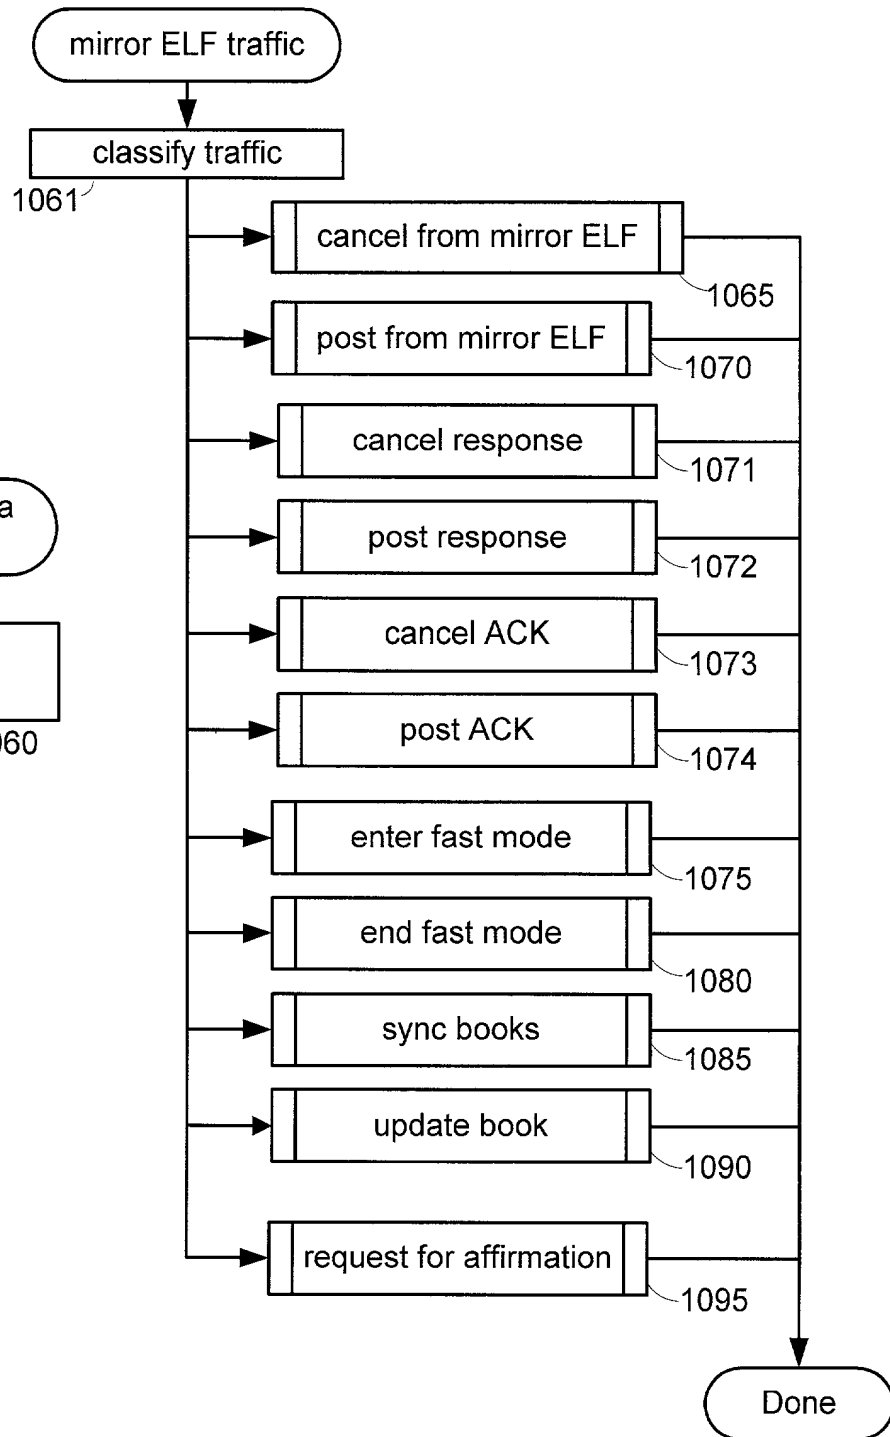 mirror ELF traffic
classify traffic
1061
cancel from mirror ELF
1065
post from mirror ELF
1070
cancel response
1071
a
post response
1072
cancel ACK
1073
060
post ACK
1074
enter fast mode
1075
end fast mode
1080
sync books
1085
update book
1090
request for affirmation
1095
Done